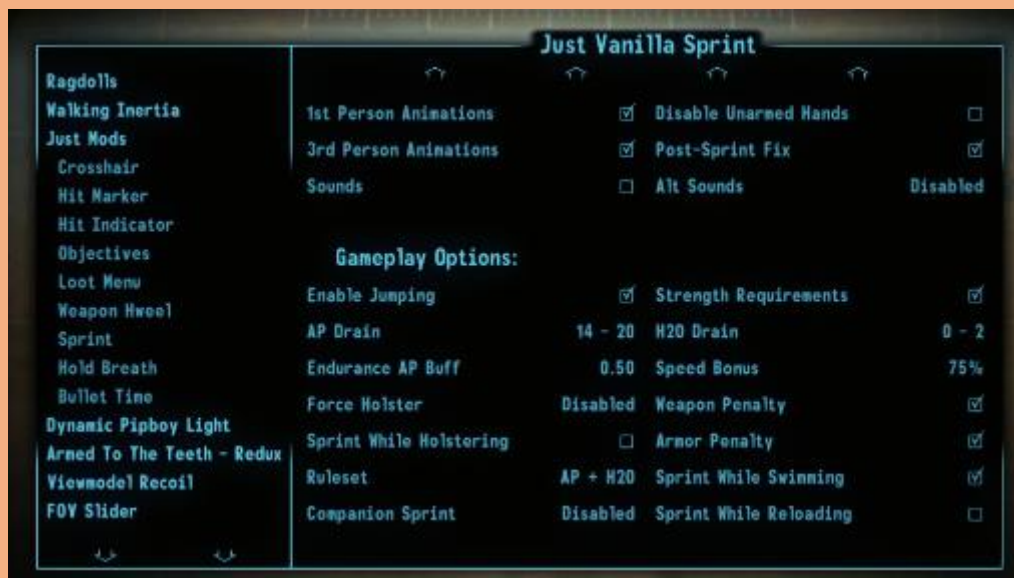 Just Vanilla Sprint
Ragdolls
Walking Inertia
Just Mods
Crosshair
Hit Marker
Hit Indicator
Objectives
Loot Menu
Weapon Hweel
Sprint
Hold Breath
Bullet Time
Dynamic Pipboy Light
Armed To The Teeth - Redux
Viewmodel Recoil
FOV Slider
1st Person Animations Disable Unarmed Hands
3rd Person Animations Post-Sprint Fix
Sounds Alt Sounds Disabled
Gameplay Options:
Enable Jumping Strength Requirements
AP Drain 14 - 20 H2O Drain 0 - 2
Endurance AP Buff 0.50 Speed Bonus 75%
Force Holster Disabled Weapon Penalty
Sprint While Holstering Armor Penalty
Ruleset AP + H2O Sprint While Swimming
Companion Sprint Disabled Sprint While Reloading